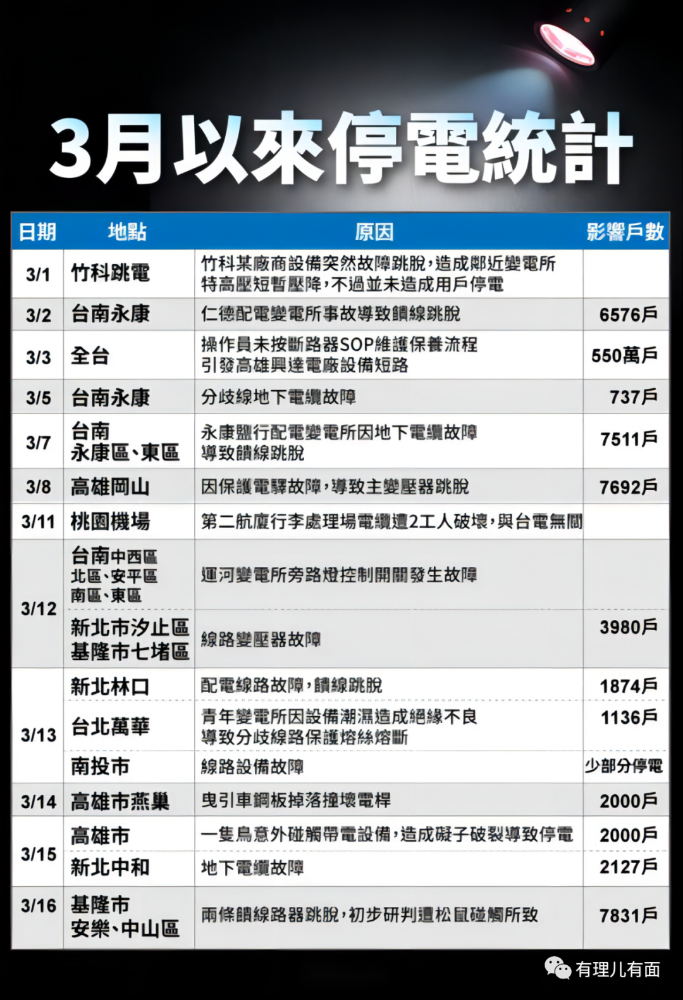 3月以來停電統計
日期 地點 原因 影響戶數
3/1 竹科跳電 竹科某廠商設備突然故障跳脫，造成鄰近變電所
特高壓短暫壓降，不過並未造成用戶停電
3/2 台南永康 仁德配電變電所事故導致饋線跳脫 6576戶
3/3 全台 操作員未按斷路器SOP維護保養流程
引發高雄興達電廠設備短路 550萬戶
3/5 台南永康 分歧線地下電纜故障 737戶
3/7 台南
永康區、東區 永康鹽行配電變電所因地下電纜故障
導致饋線跳脫 7511戶
3/8 高雄岡山 因保護電驛故障，導致主變壓器跳脫 7692戶
3/11 桃園機場 第二航廈行李處理場電纜遭2工人破壞，與台電無關
3/12 台南中西區
北區、安平區
南區、東區 運河變電所旁路燈控制開關發生故障
新北市汐止區
基隆市七堵區 線路變壓器故障 3980戶
3/13 新北林口 配電線路故障，饋線跳脫 1874戶
台北萬華 青年變電所因設備潮濕造成絕緣不良
導致分歧線路保護熔絲熔斷 1136戶
南投市 線路設備故障 少部分停電
3/14 高雄市燕巢 曳引車鋼板掉落撞壞電桿 2000戶
3/15 高雄市 一隻鳥意外碰觸帶電設備，造成礙子破裂導致停電 2000戶
新北中和 地下電纜故障 2127戶
3/16 基隆市
安樂、中山區 兩條饋線路器跳脫，初步研判遭松鼠碰觸所致 7831戶
有理儿有面